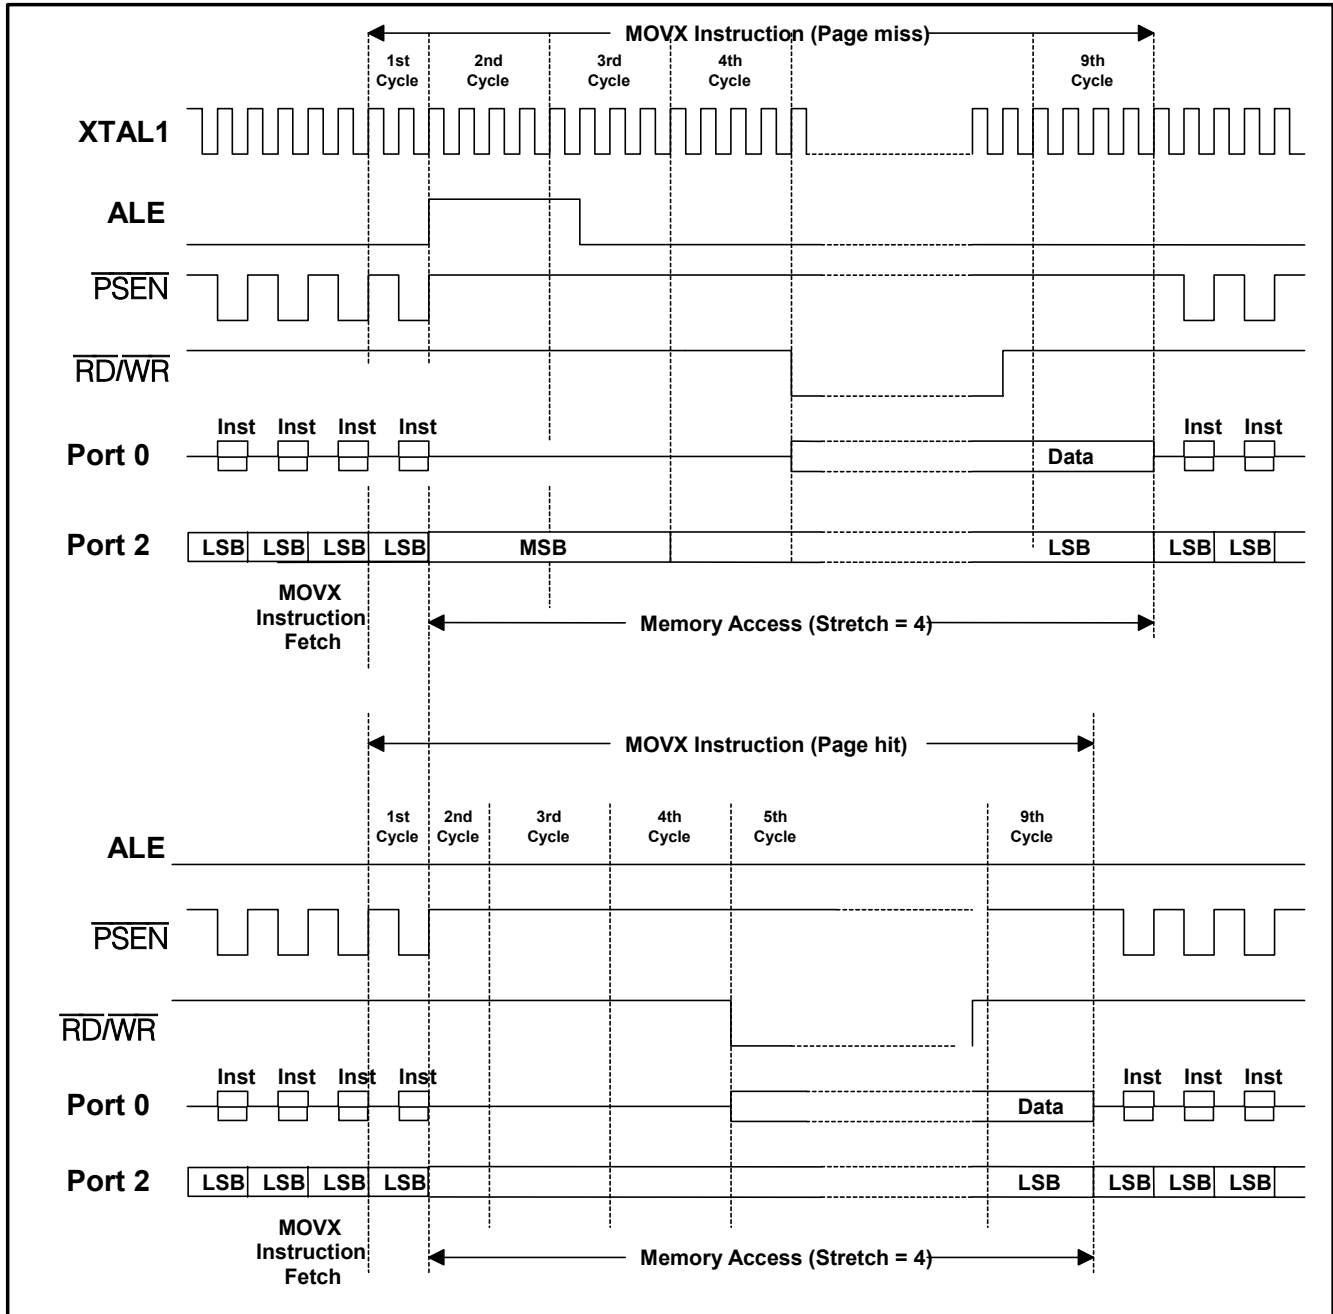 MOVX Instruction (Page miss)
1st Cycle
2nd Cycle
3rd Cycle
4th Cycle
9th Cycle
XTAL1
ALE
PSEN
RD/WR
Inst Inst Inst Inst Inst Inst
Port 0
Data
Port 2
LSB LSB LSB LSB MSB LSB LSB LSB
MOVX
Instruction
Fetch
Memory Access (Stretch = 4)
MOVX Instruction (Page hit)
1st Cycle
2nd Cycle
3rd Cycle
4th Cycle
5th Cycle
9th Cycle
ALE
PSEN
RD/WR
Inst Inst Inst Inst Inst Inst Inst
Port 0
Data
Port 2
LSB LSB LSB LSB LSB LSB LSB LSB
MOVX
Instruction
Fetch
Memory Access (Stretch = 4)